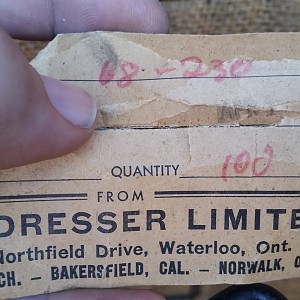 68-230
QUANTITY 100
FROM
DRESSER LIMITE
Northfield Drive, Waterloo, Ont.
CH. — BAKERSFIELD, CAL. — NORWALK, C